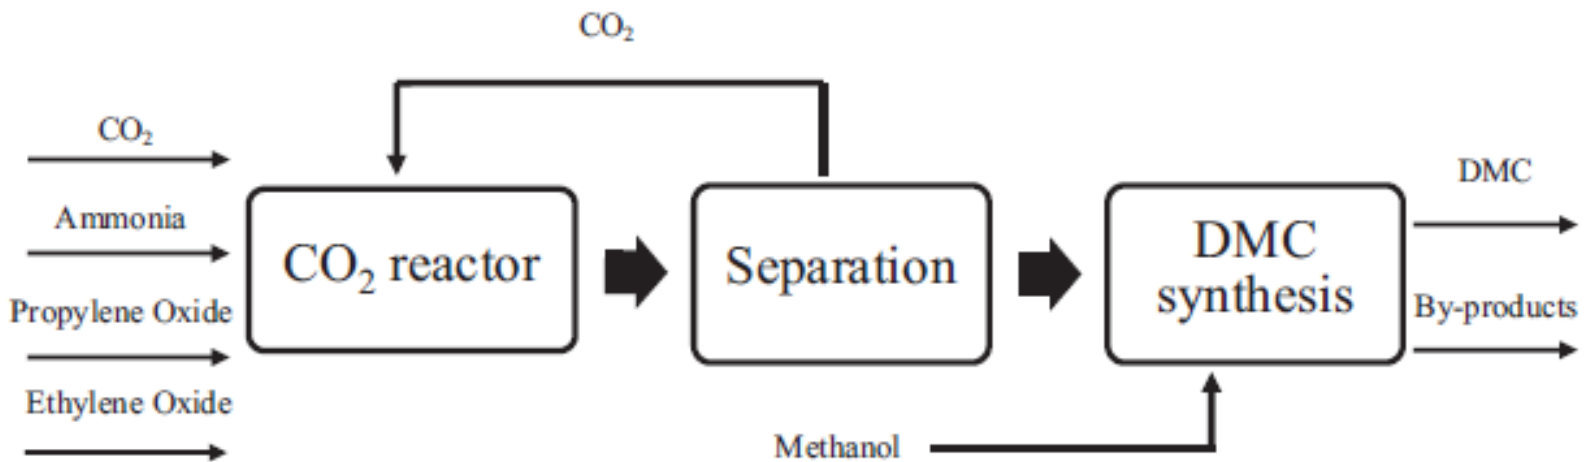 CO₂
CO₂
Ammonia
Propylene Oxide
Ethylene Oxide
CO₂ reactor
Separation
Methanol
DMC
synthesis
DMC
By-products